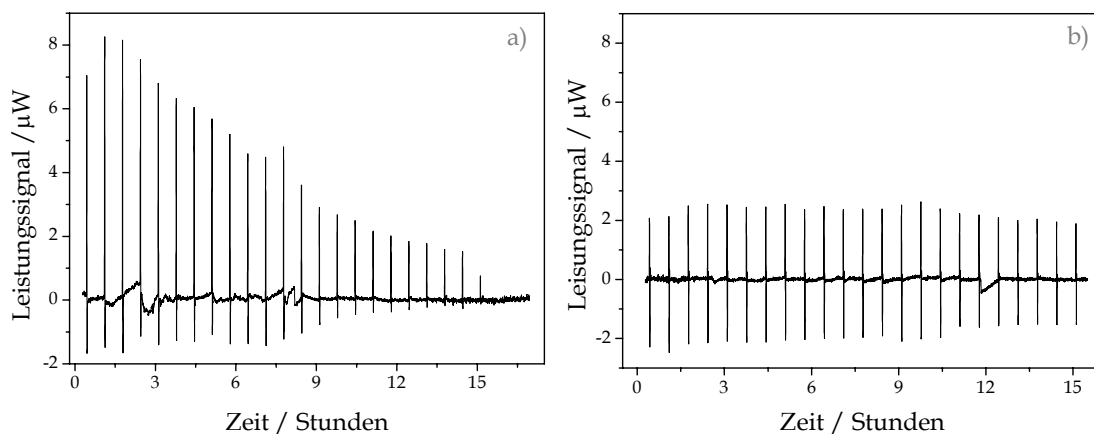 a)
8
6
4
2
0
-2
0 3 6 9 12 15
Leistungssignal / µW
Zeit / Stunden
b)
8
6
4
2
0
-2
0 3 6 9 12 15
Leisungssignal / µW
Zeit / Stunden